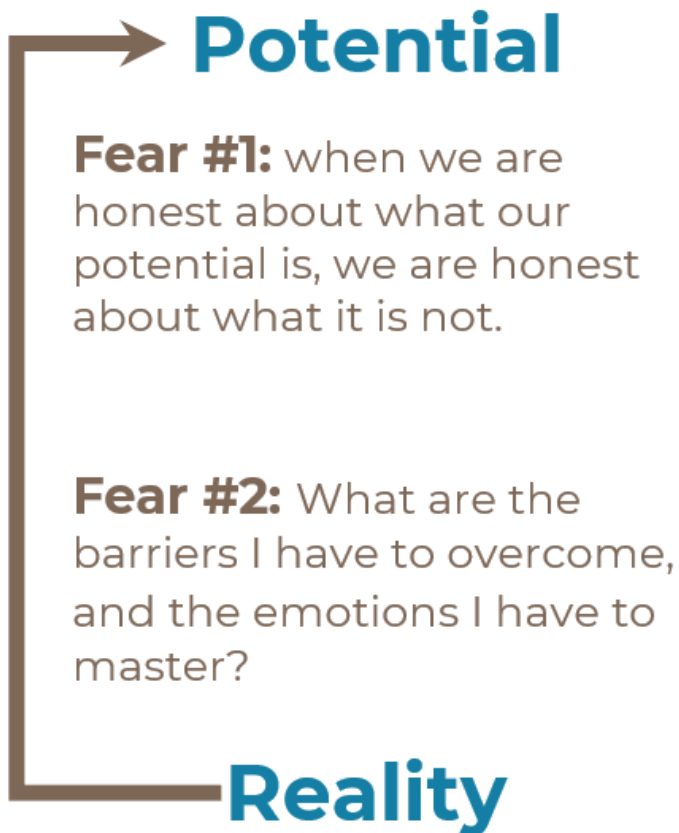 Potential
Fear #1: when we are
honest about what our
potential is, we are honest
about what it is not.
Fear #2: What are the
barriers I have to overcome,
and the emotions I have to
master?
Reality